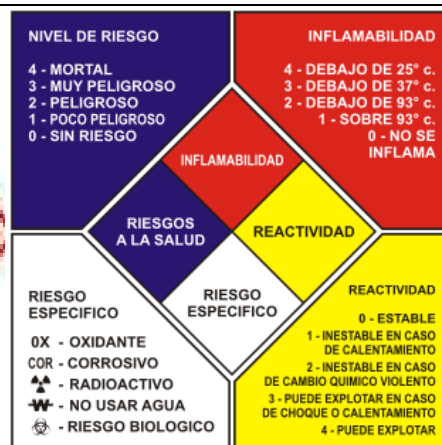 NIVEL DE RIESGO
4 - MORTAL
3 - MUY PELIGROSO
2 - PELIGROSO
1 - POCO PELIGROSO
0 - SIN RIESGO
INFLAMABILIDAD
4 - DEBAJO DE 25° c.
3 - DEBAJO DE 37° c.
2 - DEBAJO DE 93° c.
1 - SOBRE 93° c.
0 - NO SE
INFLAMA
INFLAMABILIDAD
RIESGOS
A LA SALUD
REACTIVIDAD
RIESGO
ESPECIFICO
RIESGO
ESPECIFICO
0X - OXIDANTE
COR - CORROSIVO
- RADIOACTIVO
W - NO USAR AGUA
- RIESGO BIOLOGICO
REACTIVIDAD
0 - ESTABLE
1 - INESTABLE EN CASO
DE CALENTAMIENTO
2 - INESTABLE EN CASO
DE CAMBIO QUIMICO VIOLENTO
3 - PUEDE EXPLOTAR EN CASO
DE CHOQUE O CALENTAMIENTO
4 - PUEDE EXPLOTAR